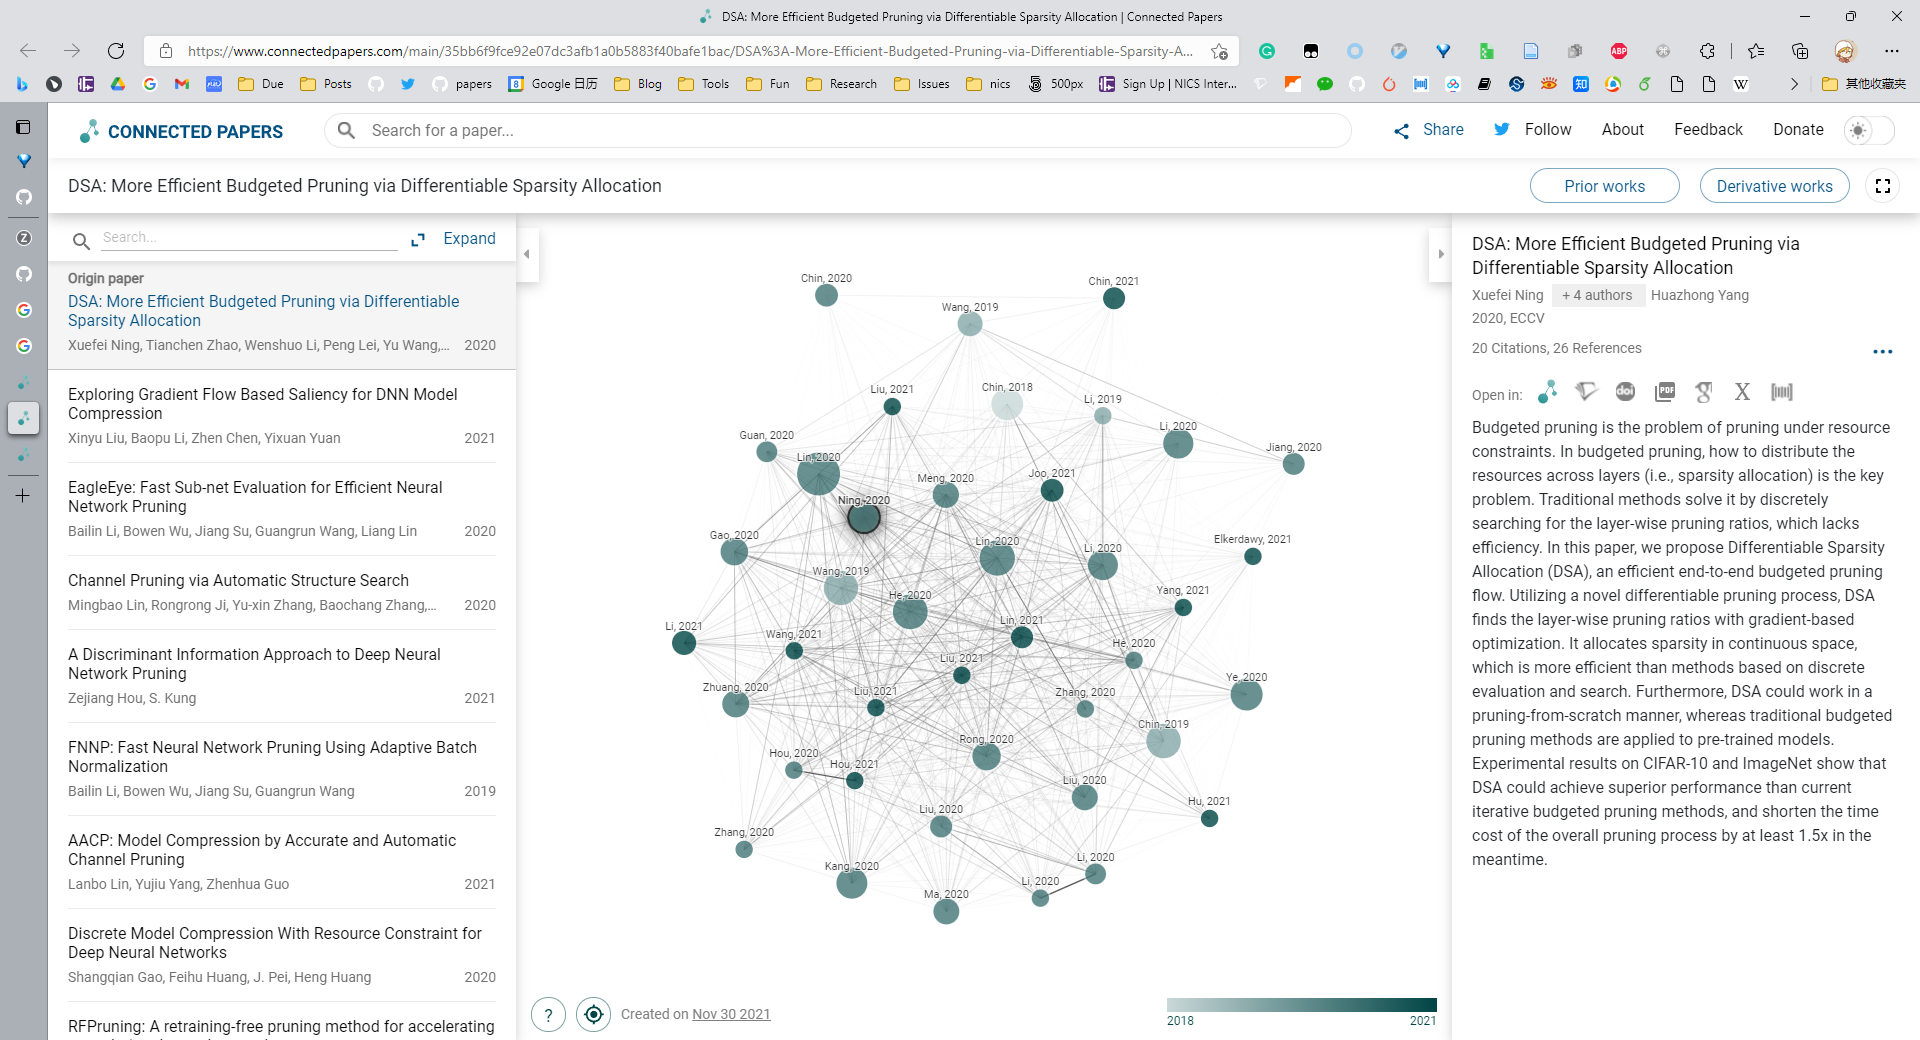 DSA: More Efficient Budgeted Pruning via Differentiable Sparsity Allocation | Connected Papers
https://www.connectedpapers.com/main/35bb6f9fce92e07dc3afb1a0b5883f40bafe1bac/DSA%3A-More-Efficient-Budgeted-Pruning-via-Differentiable-Sparsity-A...
Due
Posts
papers
Google 日历
Blog
Tools
Fun
Research
Issues
nics
500px
Sign Up | NICS Inter...
其他收藏夹
CONNECTED PAPERS
Search for a paper...
Share
Follow
About
Feedback
Donate
DSA: More Efficient Budgeted Pruning via Differentiable Sparsity Allocation
Prior works
Derivative works
Search...
Expand
Origin paper
DSA: More Efficient Budgeted Pruning via Differentiable
Sparsity Allocation
Xuefei Ning, Tianchen Zhao, Wenshuo Li, Peng Lei, Yu Wang,... 2020
Exploring Gradient Flow Based Saliency for DNN Model
Compression
Xinyu Liu, Baopu Li, Zhen Chen, Yixuan Yuan 2021
EagleEye: Fast Sub-net Evaluation for Efficient Neural
Network Pruning
Bailin Li, Bowen Wu, Jiang Su, Guangrun Wang, Liang Lin 2020
Channel Pruning via Automatic Structure Search
Mingbao Lin, Rongrong Ji, Yu-xin Zhang, Baochang Zhang,... 2020
A Discriminant Information Approach to Deep Neural
Network Pruning
Zejiang Hou, S. Kung 2021
FNNP: Fast Neural Network Pruning Using Adaptive Batch
Normalization
Bailin Li, Bowen Wu, Jiang Su, Guangrun Wang 2019
AACP: Model Compression by Accurate and Automatic
Channel Pruning
Lanbo Lin, Yujiu Yang, Zhenhua Guo 2021
Discrete Model Compression With Resource Constraint for
Deep Neural Networks
Shangqian Gao, Feihu Huang, J. Pei, Heng Huang 2020
RFPruning: A retraining-free pruning method for accelerating
Chin, 2020
Chin, 2021
Wang, 2019
Liu, 2021
Chin, 2018
Li, 2019
Guan, 2020
Li, 2020
Jiang, 2020
Lin, 2020
Meng, 2020
Joo, 2021
Ning, 2020
Gao, 2020
Lin, 2020
Li, 2020
Elkerdawy, 2021
Wang, 2019
He, 2020
Yang, 2021
Li, 2021
Wang, 2021
Lin, 2021
He, 2020
Liu, 2021
Zhuang, 2020
Liu, 2021
Zhang, 2020
Ye, 2020
Chin, 2019
Rong, 2020
Hou, 2020
Hou, 2021
Liu, 2020
Liu, 2020
Hu, 2021
Zhang, 2020
Kang, 2020
Li, 2020
Li, 2020
Ma, 2020
?
Created on Nov 30 2021
2018
2021
DSA: More Efficient Budgeted Pruning via
Differentiable Sparsity Allocation
Xuefei Ning + 4 authors Huazhong Yang
2020, ECCV
20 Citations, 26 References
Open in:
doi
PDF
X
Budgeted pruning is the problem of pruning under resource
constraints. In budgeted pruning, how to distribute the
resources across layers (i.e., sparsity allocation) is the key
problem. Traditional methods solve it by discretely
searching for the layer-wise pruning ratios, which lacks
efficiency. In this paper, we propose Differentiable Sparsity
Allocation (DSA), an efficient end-to-end budgeted pruning
flow. Utilizing a novel differentiable pruning process, DSA
finds the layer-wise pruning ratios with gradient-based
optimization. It allocates sparsity in continuous space,
which is more efficient than methods based on discrete
evaluation and search. Furthermore, DSA could work in a
pruning-from-scratch manner, whereas traditional budgeted
pruning methods are applied to pre-trained models.
Experimental results on CIFAR-10 and ImageNet show that
DSA could achieve superior performance than current
iterative budgeted pruning methods, and shorten the time
cost of the overall pruning process by at least 1.5x in the
meantime.